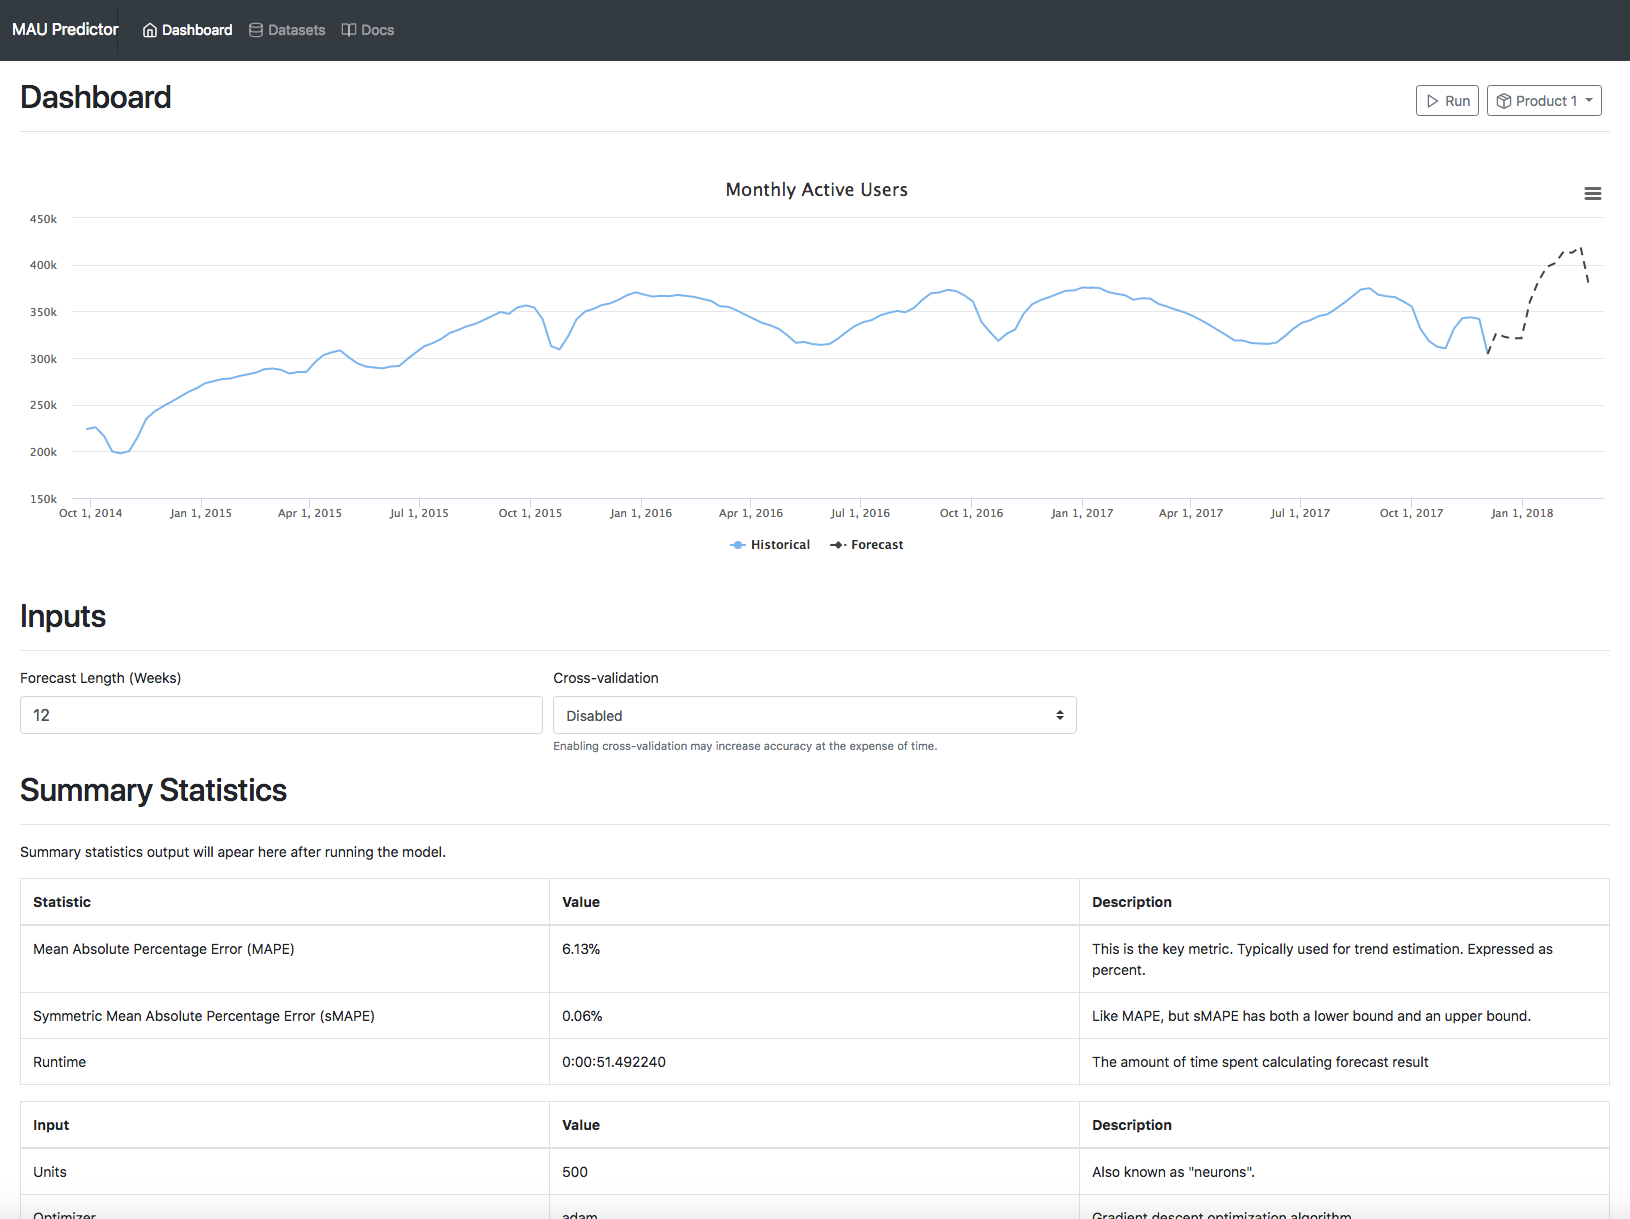 MAU Predictor Dashboard Datasets Docs
Dashboard
Run Product 1
Monthly Active Users
450k
400k
350k
300k
250k
200k
150k
Oct 1, 2014 Jan 1, 2015 Apr 1, 2015 Jul 1, 2015 Oct 1, 2015 Jan 1, 2016 Apr 1, 2016 Jul 1, 2016 Oct 1, 2016 Jan 1, 2017 Apr 1, 2017 Jul 1, 2017 Oct 1, 2017 Jan 1, 2018
Historical Forecast
Inputs
Forecast Length (Weeks) Cross-validation
12 Disabled
Enabling cross-validation may increase accuracy at the expense of time.
Summary Statistics
Summary statistics output will apear here after running the model.
Statistic Value Description
Mean Absolute Percentage Error (MAPE) 6.13% This is the key metric. Typically used for trend estimation. Expressed as
percent.
Symmetric Mean Absolute Percentage Error (sMAPE) 0.06% Like MAPE, but sMAPE has both a lower bound and an upper bound.
Runtime 0:00:51.492240 The amount of time spent calculating forecast result
Input Value Description
Units 500 Also known as "neurons".
Optimizer adam Gradient descent optimization algorithm